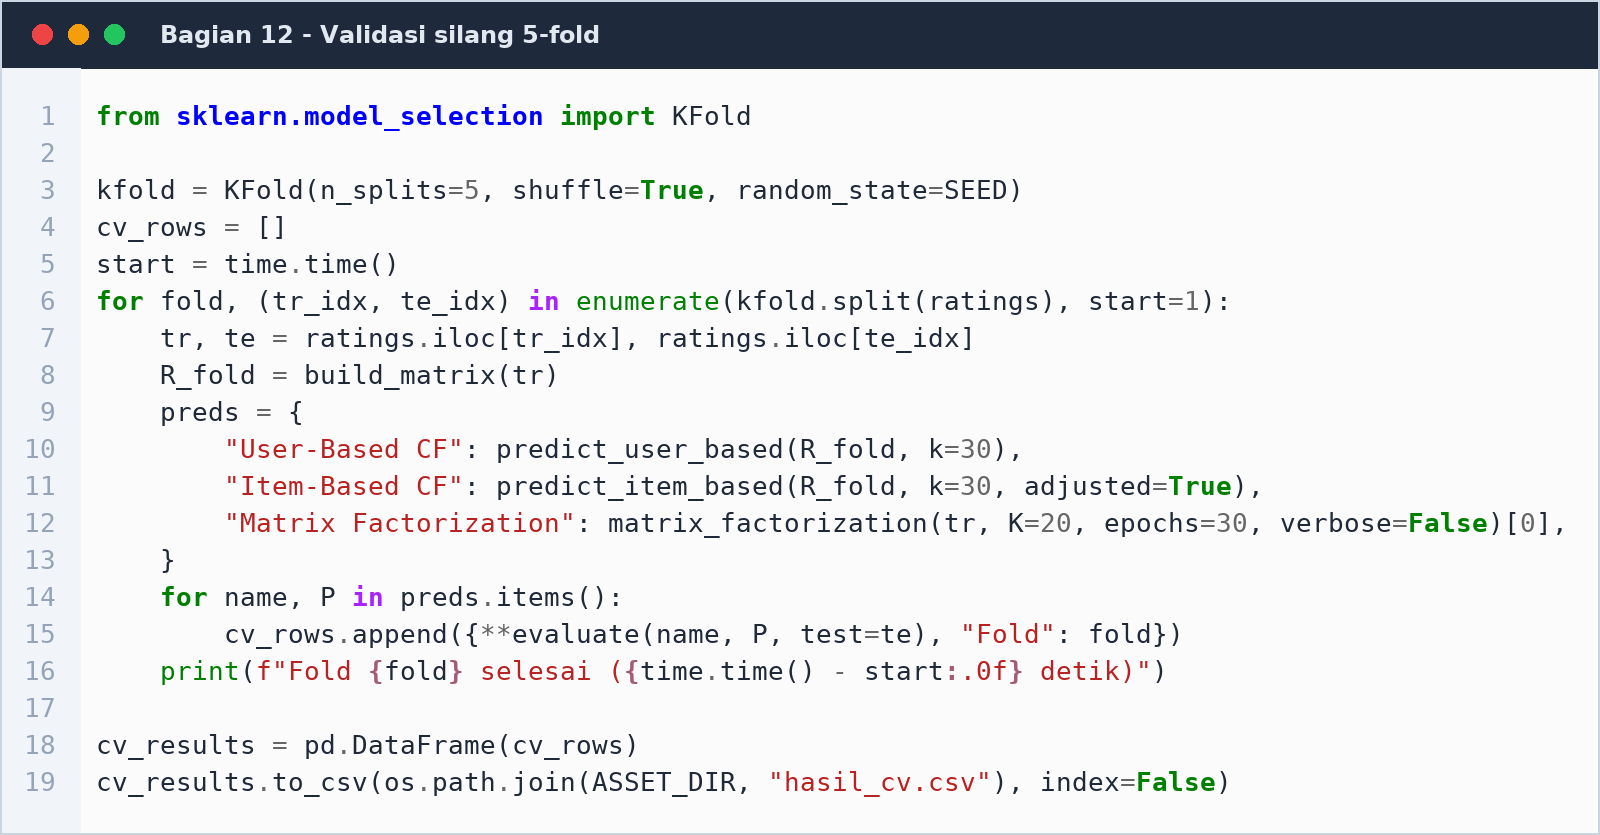 Bagian 12 - Validasi silang 5-fold
1 from sklearn.model_selection import KFold
2
3 kfold = KFold(n_splits=5, shuffle=True, random_state=SEED)
4 cv_rows = []
5 start = time.time()
6 for fold, (tr_idx, te_idx) in enumerate(kfold.split(ratings), start=1):
7     tr, te = ratings.iloc[tr_idx], ratings.iloc[te_idx]
8     R_fold = build_matrix(tr)
9     preds = {
10         "User-Based CF": predict_user_based(R_fold, k=30),
11         "Item-Based CF": predict_item_based(R_fold, k=30, adjusted=True),
12         "Matrix Factorization": matrix_factorization(tr, K=20, epochs=30, verbose=False)[0],
13     }
14     for name, P in preds.items():
15         cv_rows.append({**evaluate(name, P, test=te), "Fold": fold})
16     print(f"Fold {fold} selesai ({time.time() - start:.0f} detik)")
17
18 cv_results = pd.DataFrame(cv_rows)
19 cv_results.to_csv(os.path.join(ASSET_DIR, "hasil_cv.csv"), index=False)